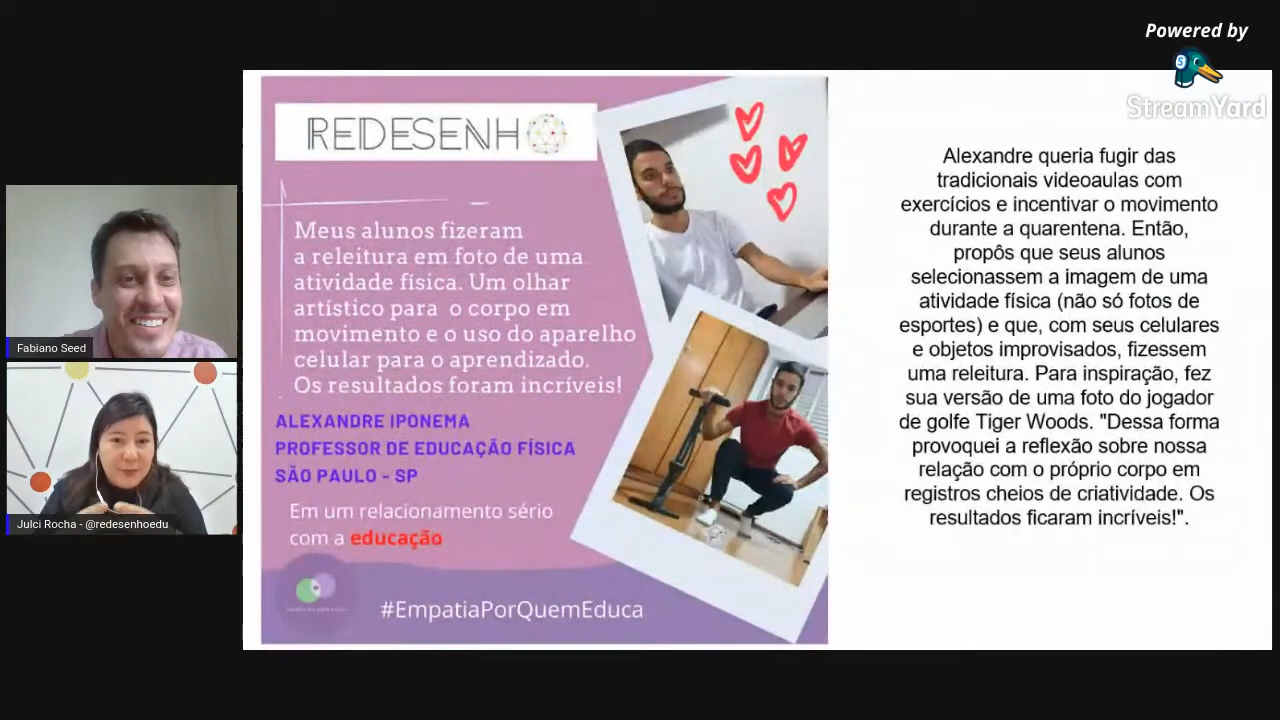 Powered by
StreamYard
REDESENHO
Meus alunos fizeram
a releitura em foto de uma
atividade física. Um olhar
artístico para o corpo em
movimento e o uso do aparelho
celular para o aprendizado.
Os resultados foram incríveis!
ALEXANDRE IPONEMA
PROFESSOR DE EDUCAÇÃO FÍSICA
SÃO PAULO - SP
Em um relacionamento sério
com a educação
#EmpatiaPorQuemEduca
Alexandre queria fugir das
tradicionais videoaulas com
exercícios e incentivar o movimento
durante a quarentena. Então,
propôs que seus alunos
selecionassem a imagem de uma
atividade física (não só fotos de
esportes) e que, com seus celulares
e objetos improvisados, fizessem
uma releitura. Para inspiração, fez
sua versão de uma foto do jogador
de golfe Tiger Woods. "Dessa forma
provoquei a reflexão sobre nossa
relação com o próprio corpo em
registros cheios de criatividade. Os
resultados ficaram incríveis!".
Fabiano Seed
Julci Rocha - @redesenhoedu